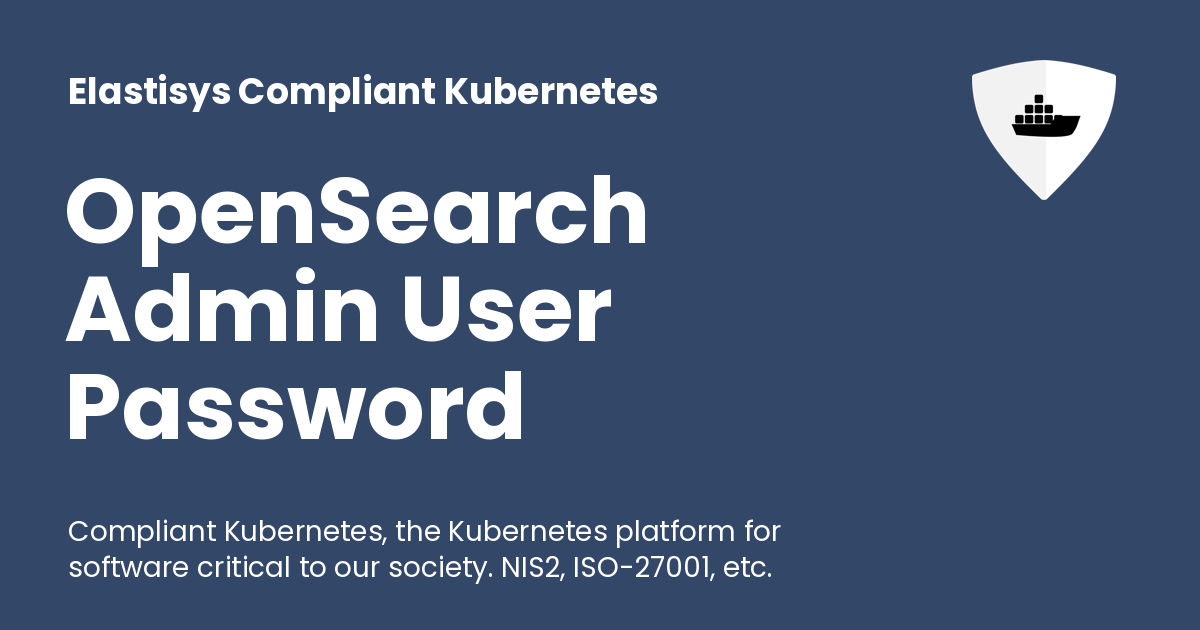 Elastisys Compliant Kubernetes
OpenSearch
Admin User
Password
Compliant Kubernetes, the Kubernetes platform for
software critical to our society. NIS2, ISO-27001, etc.